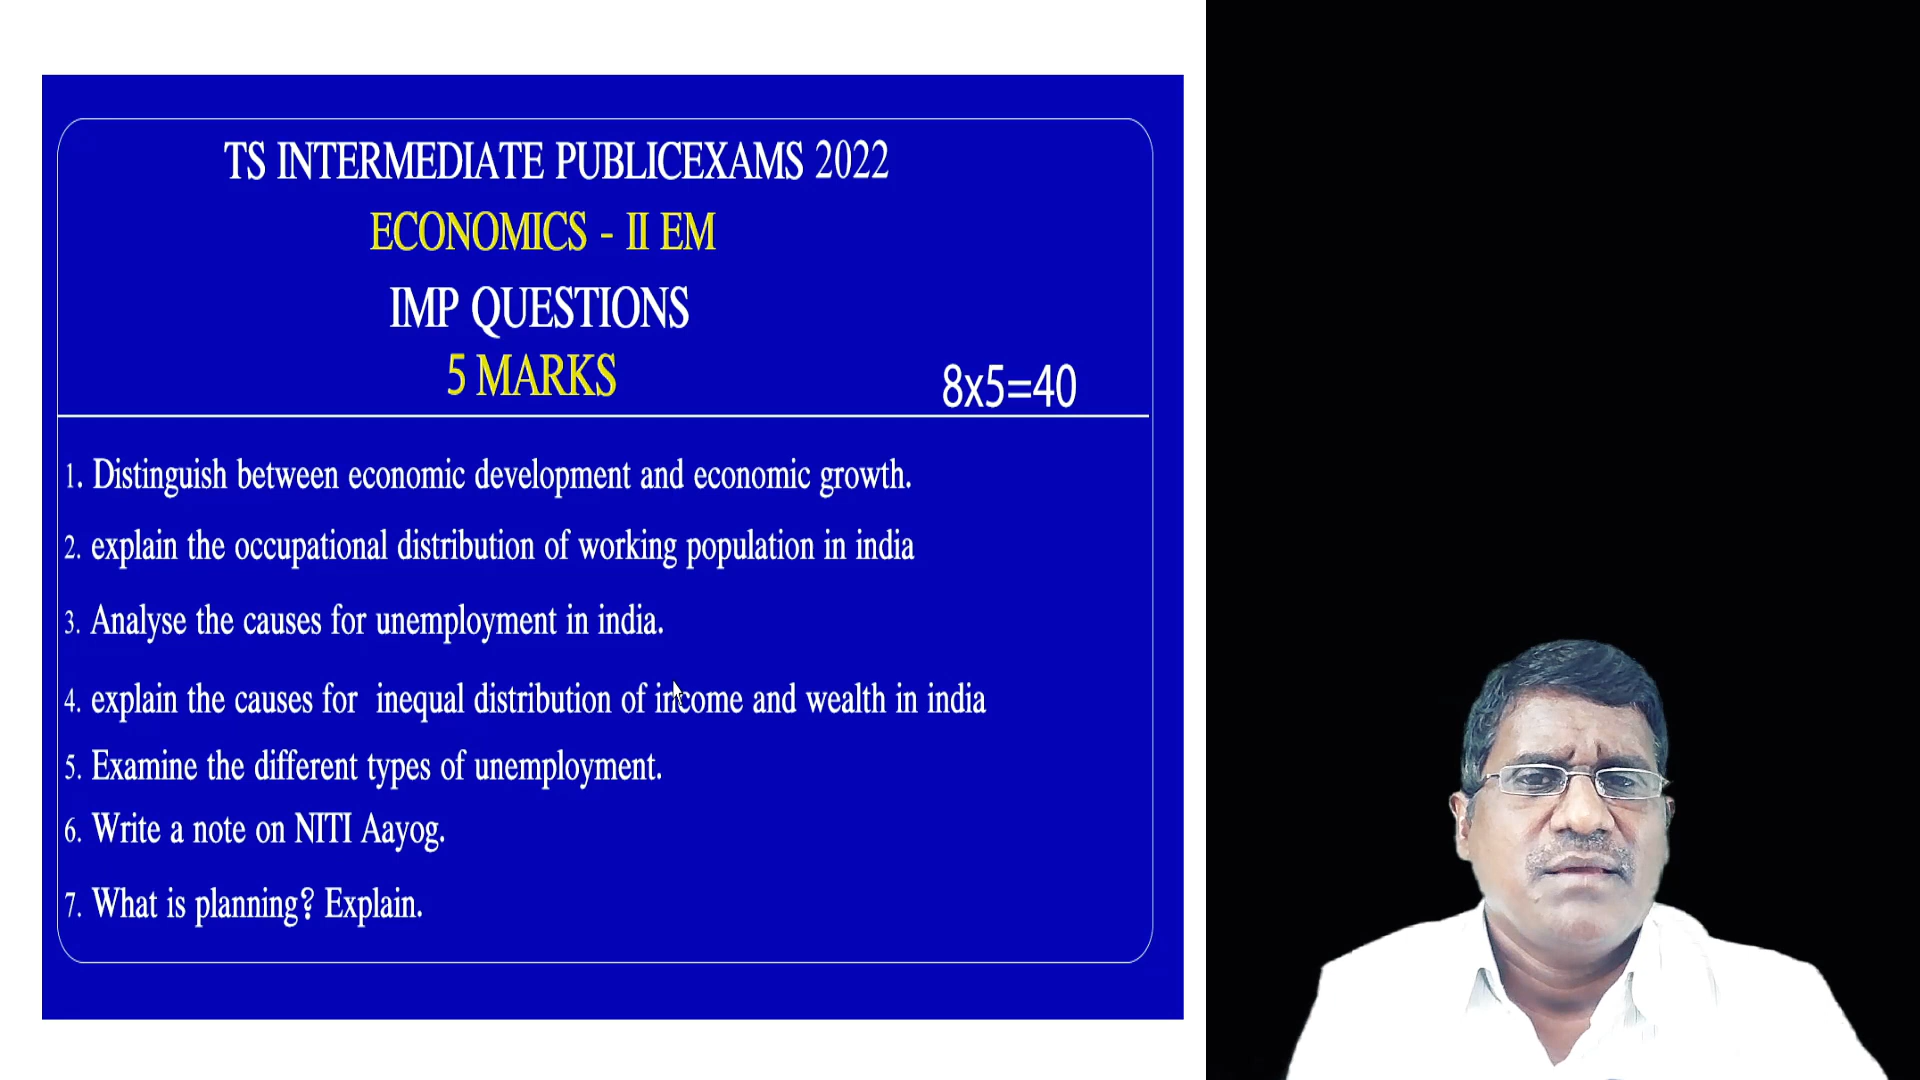 TS INTERMEDIATE PUBLICEXAMS 2022
ECONOMICS - II EM
IMP QUESTIONS
5 MARKS
8x5=40
1. Distinguish between economic development and economic growth.
2. explain the occupational distribution of working population in india
3. Analyse the causes for unemployment in india.
4. explain the causes for inequal distribution of income and wealth in india
5. Examine the different types of unemployment.
6. Write a note on NITI Aayog.
7. What is planning? Explain.